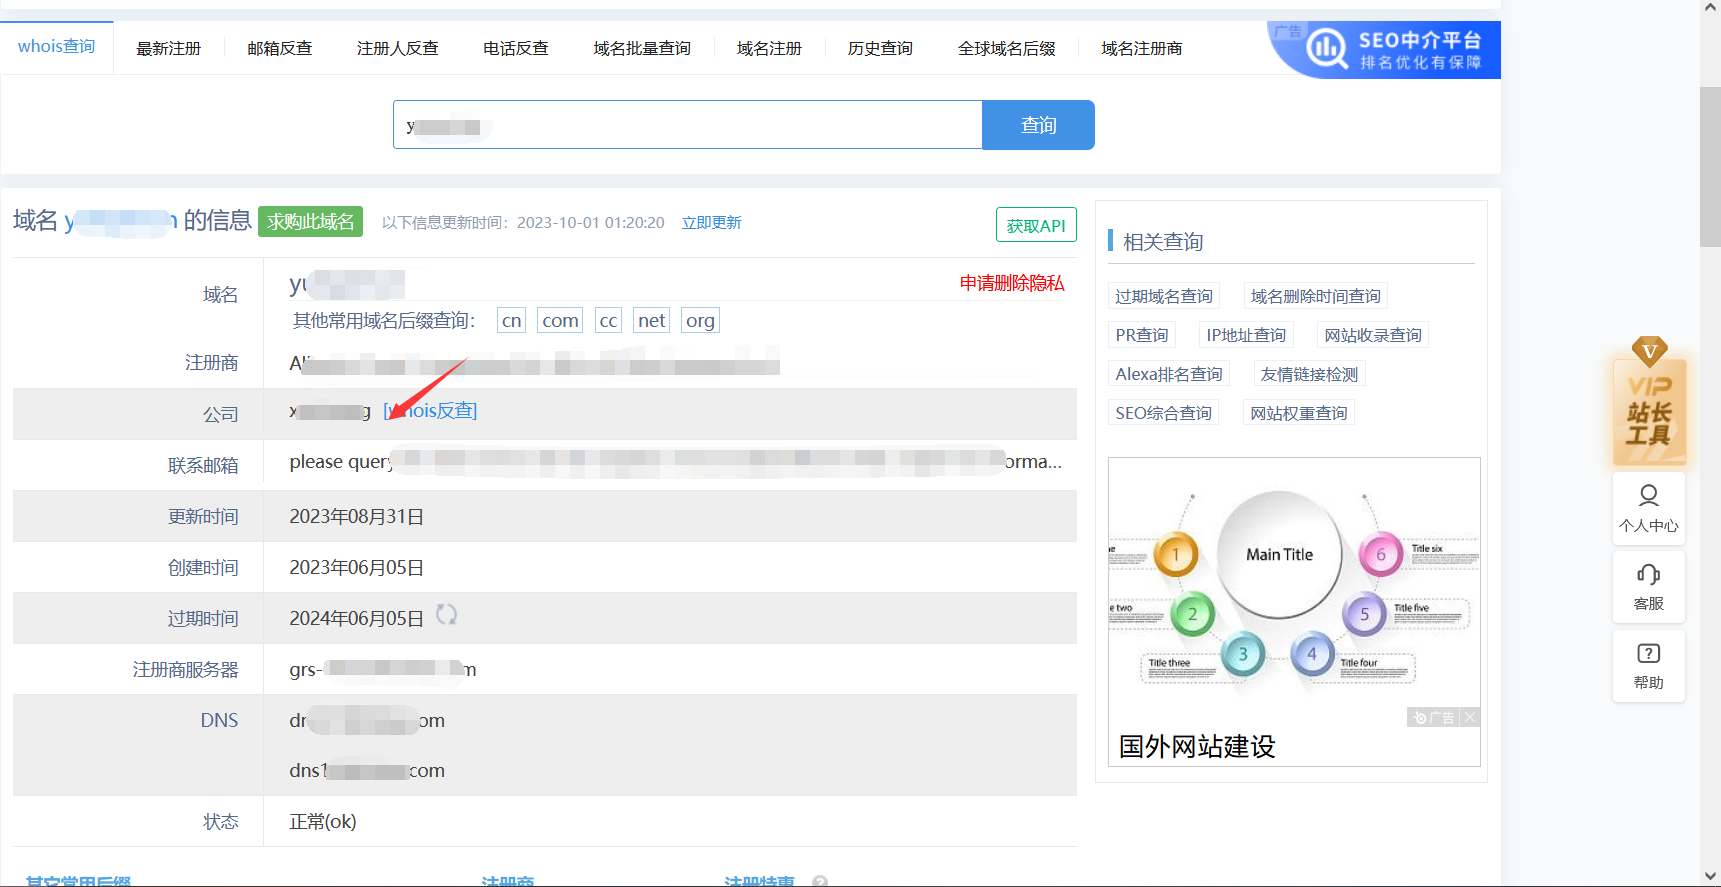 whois查询 最新注册 邮箱反查 注册人反查 电话反查 域名批量查询 域名注册 历史查询 全球域名后缀 域名注册商
广告
SEO中介平台
排名优化有保障
y 查询
域名 y 的信息 求购此域名 以下信息更新时间：2023-10-01 01:20:20 立即更新 获取API
域名 yu 申请删除隐私
其他常用域名后缀查询： cn com cc net org
注册商
公司 [whois反查]
联系邮箱 please query orma...
更新时间 2023年08月31日
创建时间 2023年06月05日
过期时间 2024年06月05日
注册商服务器 grs- m
DNS om
dns1 com
状态 正常(ok)
其它常用后缀 注册商 注册特惠
相关查询
过期域名查询 域名删除时间查询
PR查询 IP地址查询 网站收录查询
Alexa排名查询 友情链接检测
SEO综合查询 网站权重查询
Main Title
1
2
3
4
5
6
Title six
Title five
Title four
Title three
te two
广告
国外网站建设
V
VIP
站长
工具
个人中心
客服
帮助